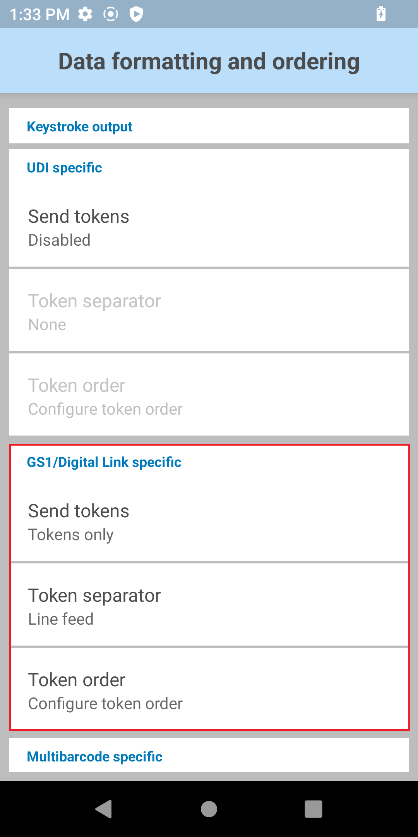 1:33 PM
Data formatting and ordering
Keystroke output
UDI specific
Send tokens
Disabled
Token separator
None
Token order
Configure token order
GS1/Digital Link specific
Send tokens
Tokens only
Token separator
Line feed
Token order
Configure token order
Multibarcode specific